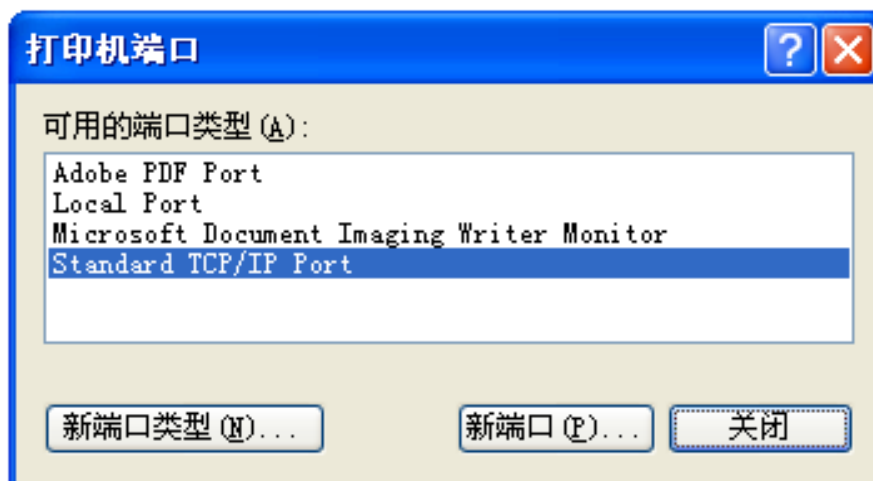 打印机端口
可用的端口类型(A):
Adobe PDF Port
Local Port
Microsoft Document Imaging Writer Monitor
Standard TCP/IP Port
新端口类型(N)... 新端口(P)... 关闭